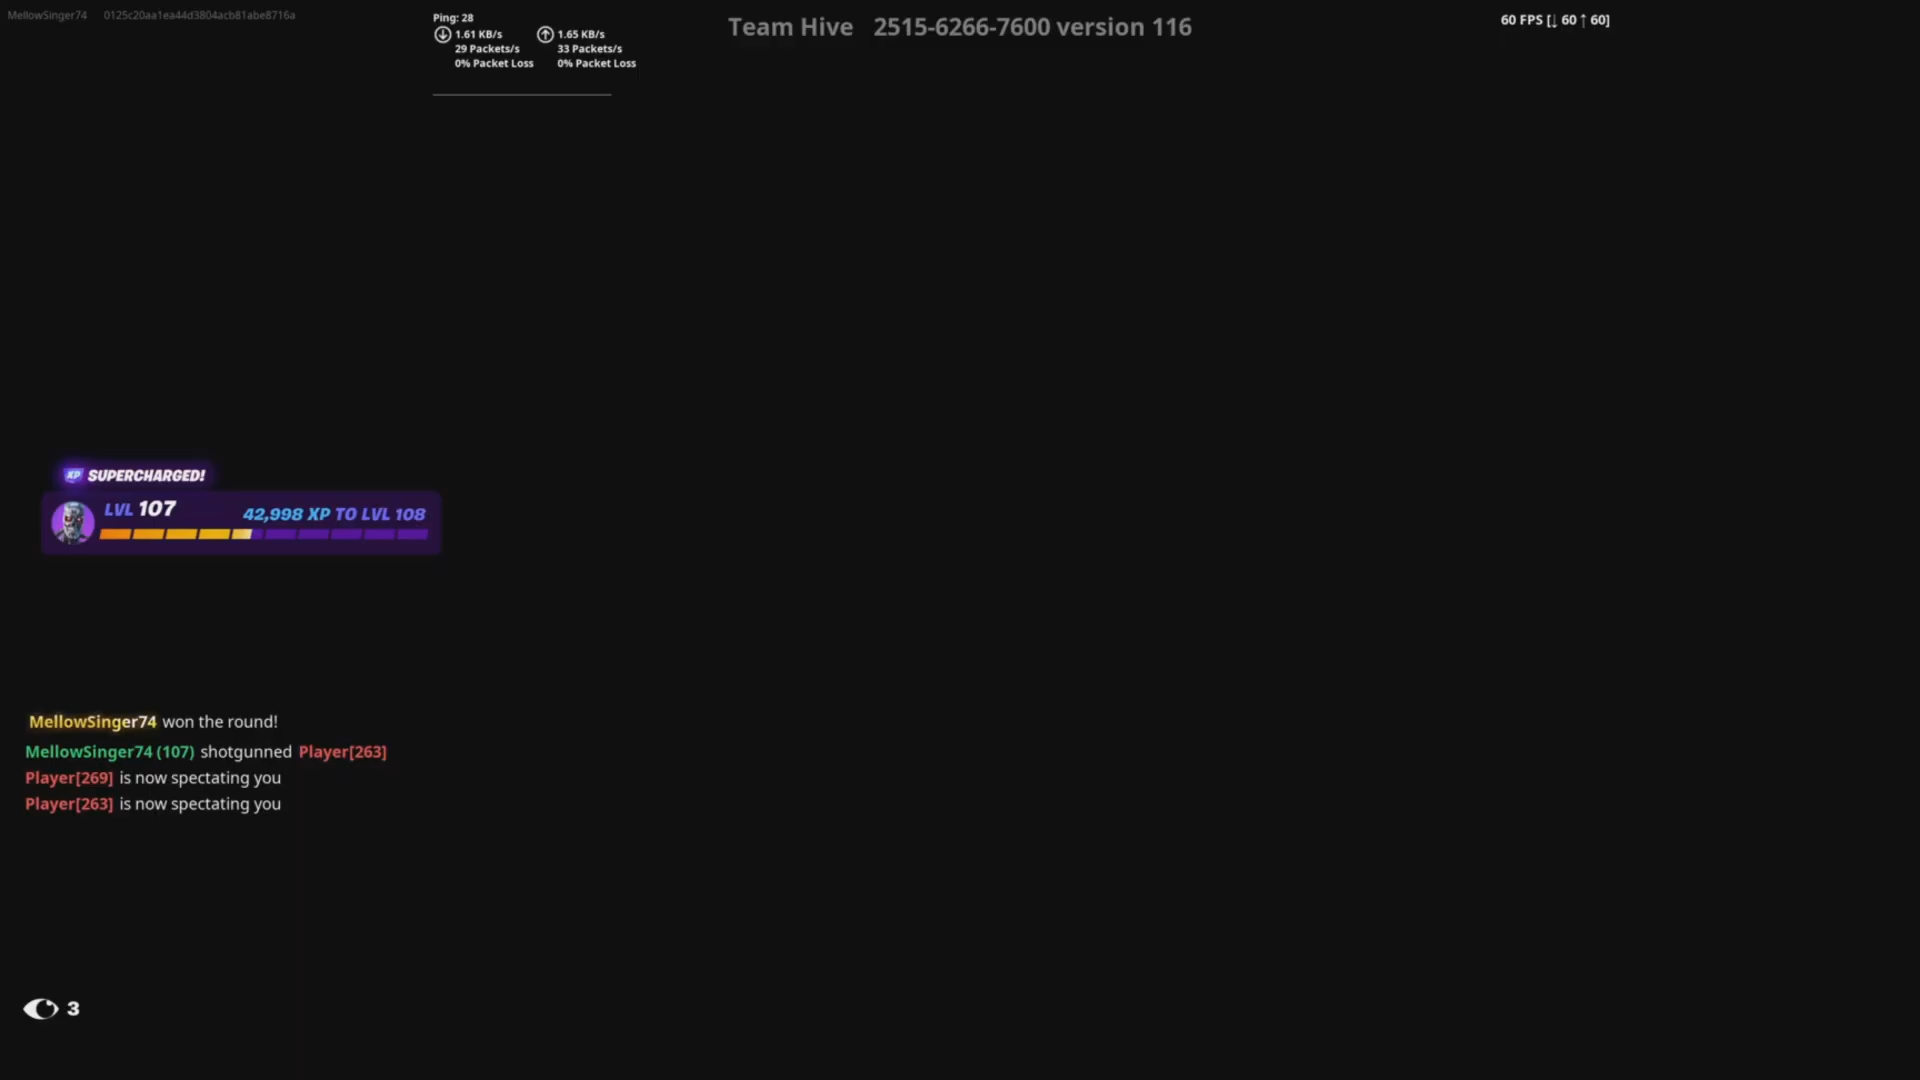 MellowSinger74 0125c20aa1ea44d3804acb81abe8716a
Ping: 28
1.61 KB/s 1.65 KB/s
29 Packets/s 33 Packets/s
0% Packet Loss 0% Packet Loss
Team Hive 2515-6266-7600 version 116
60 FPS [↓ 60 ↑ 60]
XP SUPERCHARGED!
LVL 107 42,998 XP TO LVL 108
MellowSinger74 won the round!
MellowSinger74 (107) shotgunned Player[263]
Player[269] is now spectating you
Player[263] is now spectating you
3